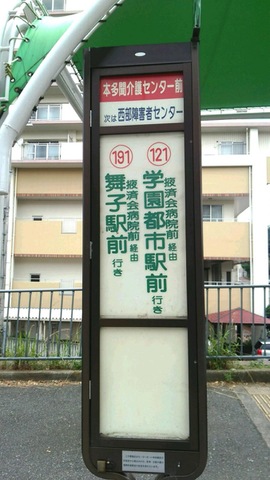 本多聞介護センター前
次は 西部障害者センター
121
掖済会病院前 経由
学園都市駅前 行き
191
掖済会病院前 経由
舞子駅前 行き